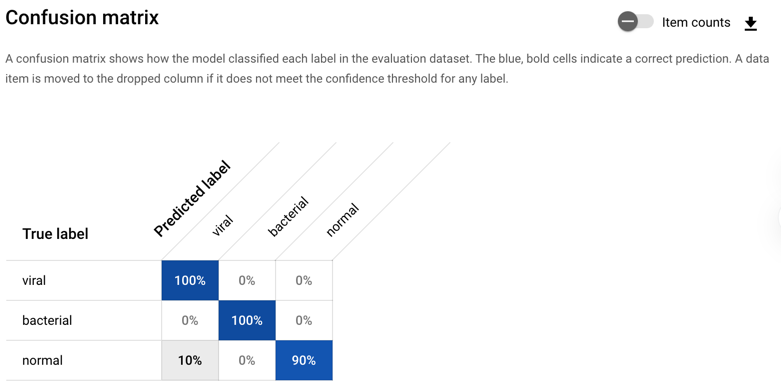 Confusion matrix
Item counts
A confusion matrix shows how the model classified each label in the evaluation dataset. The blue, bold cells indicate a correct prediction. A data
item is moved to the dropped column if it does not meet the confidence threshold for any label.
Predicted label
viral
bacterial
normal
True label
viral 100% 0% 0%
bacterial 0% 100% 0%
normal 10% 0% 90%